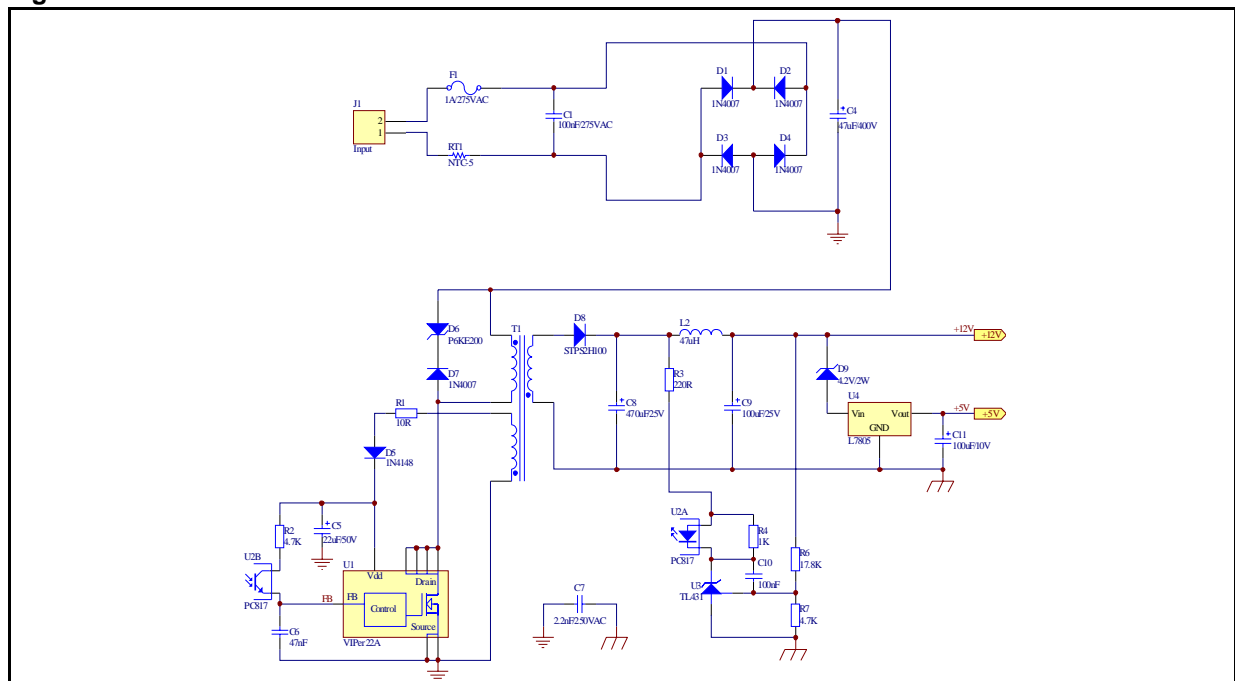 D1
D2
1N4007
1N4007
F1
1A/275VAC
J1
2
1
Input
C1
100nF/275VAC
+
C4
47uF/400V
RT1
NTC-5
D3
D4
1N4007
1N4007
D6
P6KE200
T1
D8
STPS2H100
L2
47uH
+12V
+12V
D7
1N4007
R3
220R
D9
4.2V/2W
R1
10R
+
C8
470uF/25V
+
C9
100uF/25V
U4
Vin
Vout
GND
L7805
+5V
+5V
+
C11
100uF/10V
D5
1N4148
R2
4.7K
+
C5
22uF/50V
U2B
PC817
U2A
PC817
R4
1K
C10
100nF
R6
17.8K
U3
TL431
R7
4.7K
U1
Vdd
Drain
FB
FB
Control
Source
VIPer 22A
C6
47nF
C7
2.2nF/250VAC